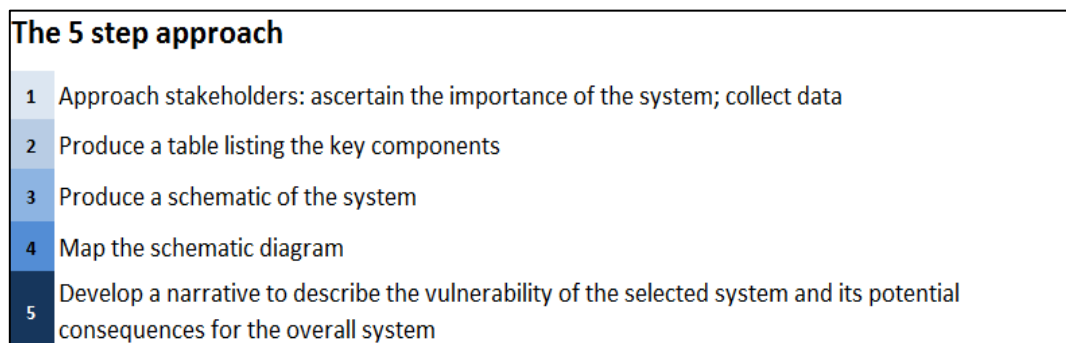 The 5 step approach
1 Approach stakeholders: ascertain the importance of the system; collect data
2 Produce a table listing the key components
3 Produce a schematic of the system
4 Map the schematic diagram
5 Develop a narrative to describe the vulnerability of the selected system and its potential
consequences for the overall system